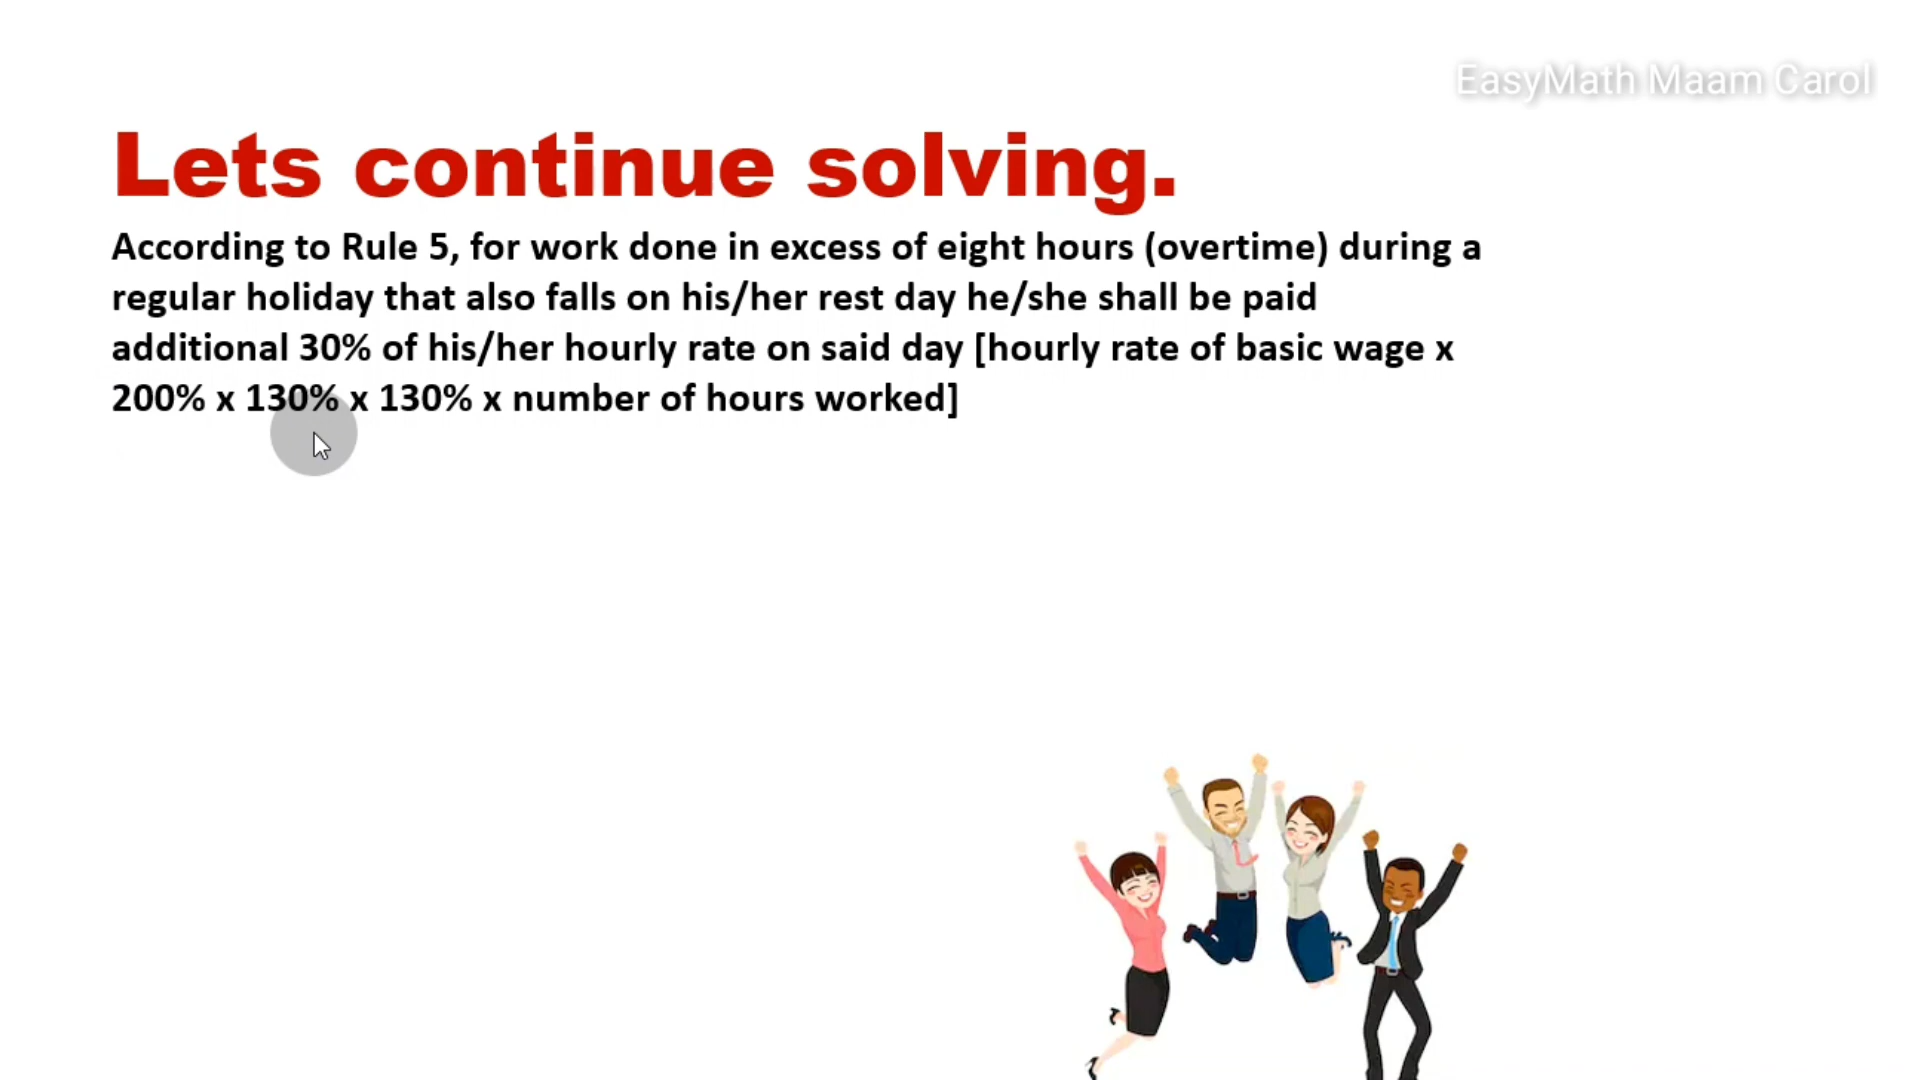 EasyMath Maam Carol
Lets continue solving.
According to Rule 5, for work done in excess of eight hours (overtime) during a
regular holiday that also falls on his/her rest day he/she shall be paid
additional 30% of his/her hourly rate on said day [hourly rate of basic wage x
200% x 130% x 130% x number of hours worked]